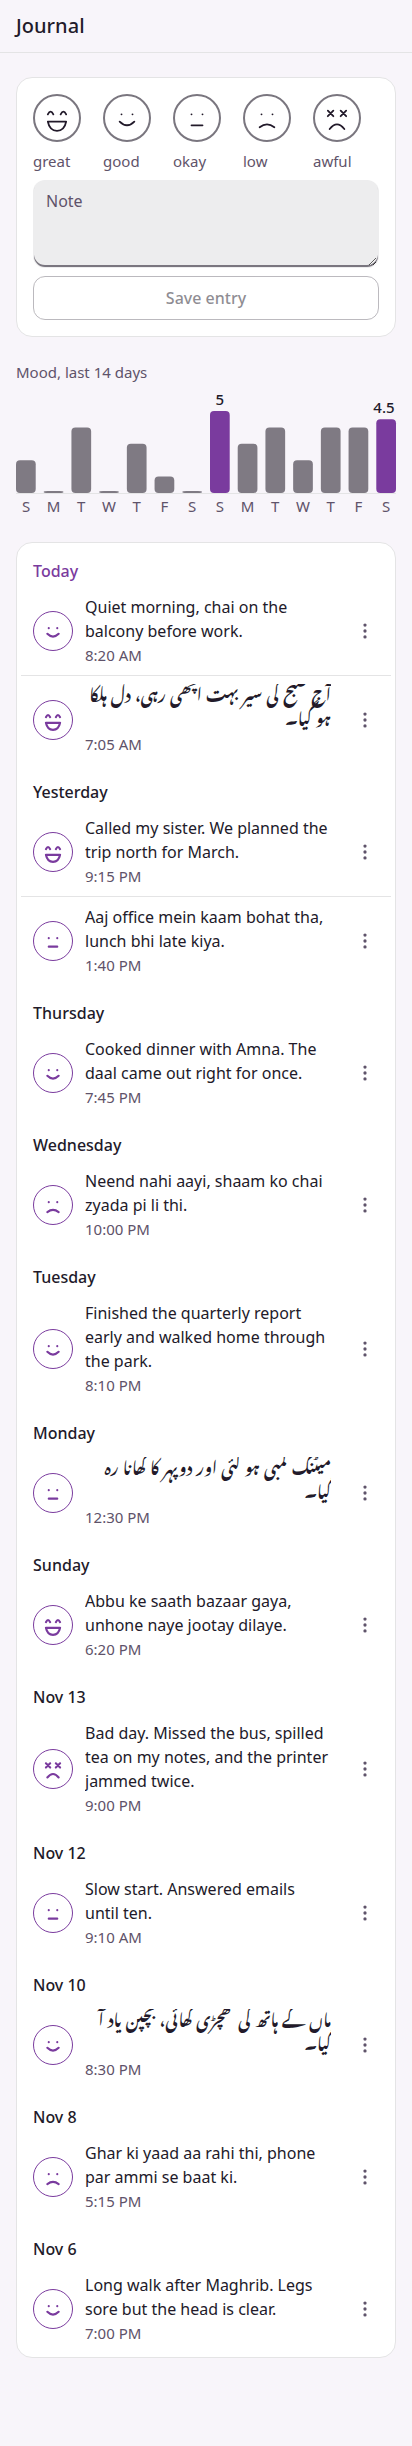 Journal
great good okay low awful
Note
Save entry
Mood, last 14 days
5
4.5
S M T W T F S S M T W T F S
Today
Quiet morning, chai on the
balcony before work.
8:20 AM
آج صبح کی سیر بہت اچھی رہی، دل ہلکا
ہو گیا۔
7:05 AM
Yesterday
Called my sister. We planned the
trip north for March.
9:15 PM
Aaj office mein kaam bohat tha,
lunch bhi late kiya.
1:40 PM
Thursday
Cooked dinner with Amna. The
daal came out right for once.
7:45 PM
Wednesday
Neend nahi aayi, shaam ko chai
zyada pi li thi.
10:00 PM
Tuesday
Finished the quarterly report
early and walked home through
the park.
8:10 PM
Monday
میٹنگ لمبی ہو گئی اور دوپہر کا کھانا رہ
گیا۔
12:30 PM
Sunday
Abbu ke saath bazaar gaya,
unhone naye jootay dilaye.
6:20 PM
Nov 13
Bad day. Missed the bus, spilled
tea on my notes, and the printer
jammed twice.
9:00 PM
Nov 12
Slow start. Answered emails
until ten.
9:10 AM
Nov 10
ماں کے ہاتھ کی کھچڑی کھائی، بچپن یاد آ
گیا۔
8:30 PM
Nov 8
Ghar ki yaad aa rahi thi, phone
par ammi se baat ki.
5:15 PM
Nov 6
Long walk after Maghrib. Legs
sore but the head is clear.
7:00 PM